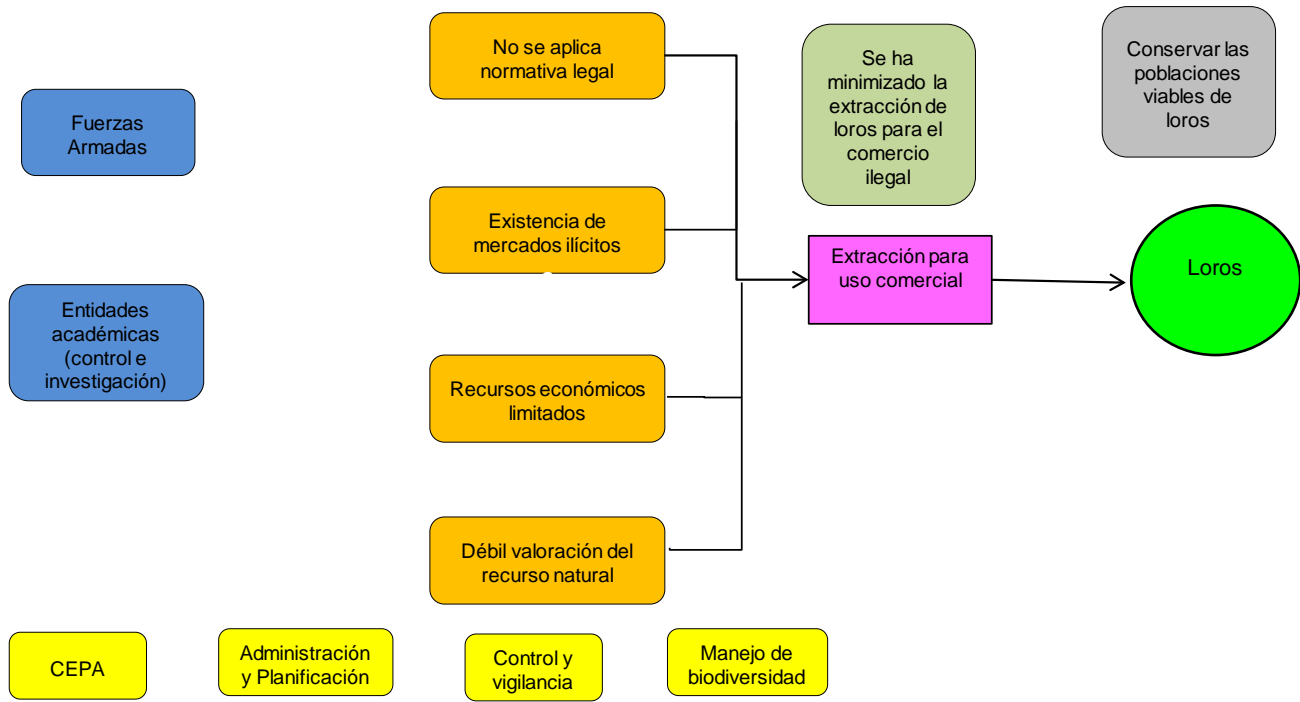 No se aplica
normativa legal
Se ha
minimizado la
extracción de
loros para el
comercio
ilegal
Conservar las
poblaciones
viables de
loros
Fuerzas
Armadas
Existencia de
mercados ilícitos
Extracción para
uso comercial
Loros
Entidades
académicas
(control e
investigación)
Recursos económicos
limitados
Débil valoración del
recurso natural
CEPA
Administración
y Planificación
Control y
vigilancia
Manejo de
biodiversidad